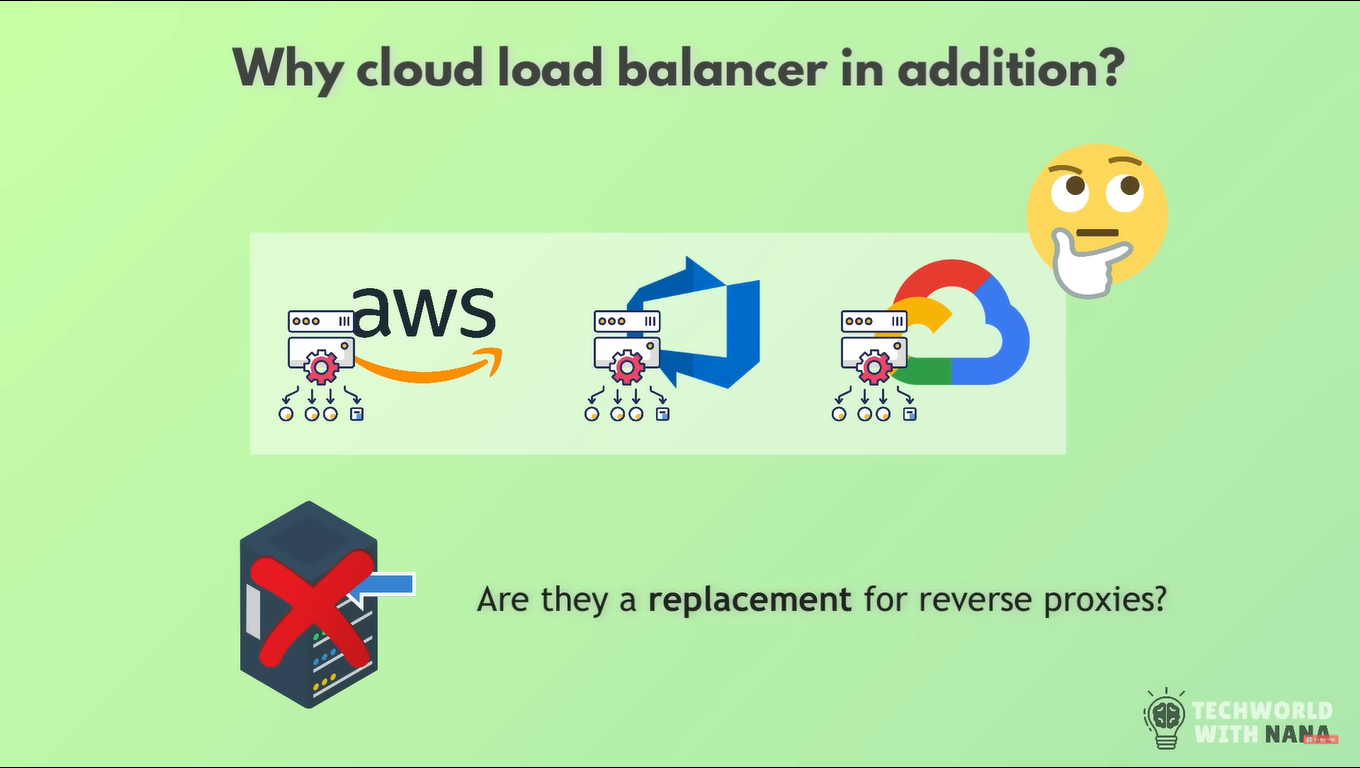 Why cloud load balancer in addition?
aws
Are they a replacement for reverse proxies?
TECHWORLD
WITH NANA